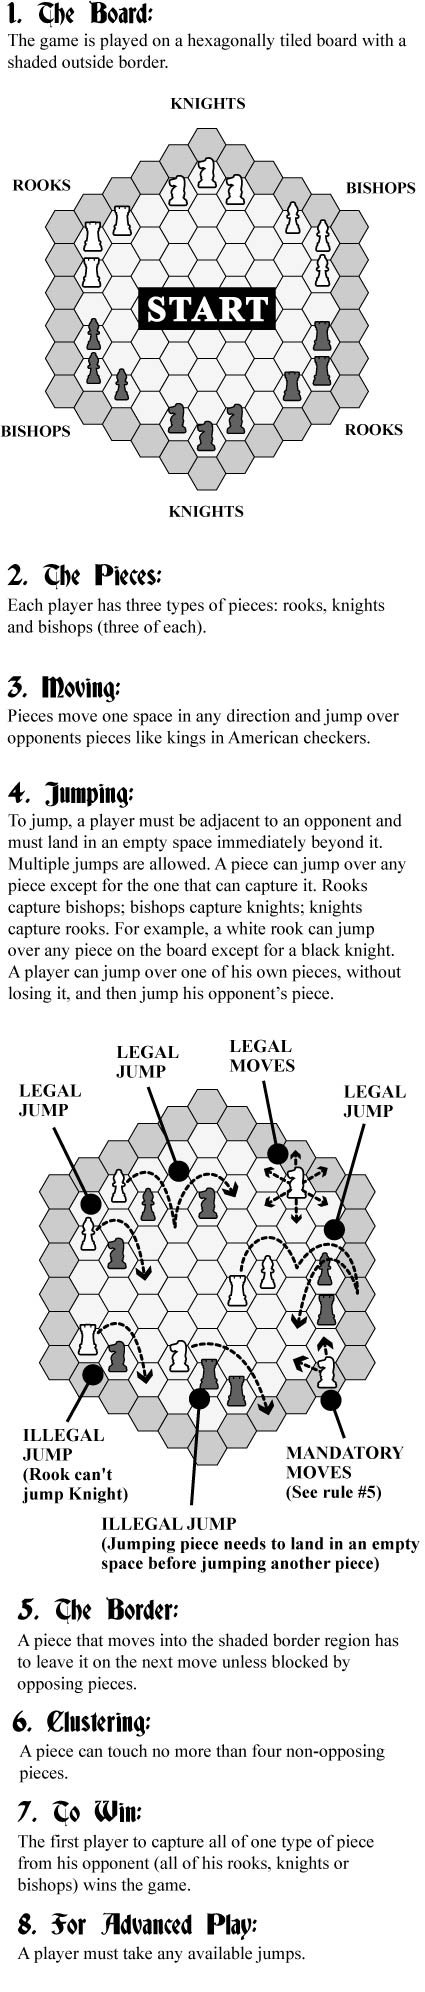 1. The Board:
The game is played on a hexagonally tiled board with a
shaded outside border.
KNIGHTS
ROOKS
BISHOPS
START
BISHOPS
ROOKS
KNIGHTS
2. The Pieces:
Each player has three types of pieces: rooks, knights
and bishops (three of each).
3. Moving:
Pieces move one space in any direction and jump over
opponents pieces like kings in American checkers.
4. Jumping:
To jump, a player must be adjacent to an opponent and
must land in an empty space immediately beyond it.
Multiple jumps are allowed. A piece can jump over any
piece except for the one that can capture it. Rooks
capture bishops; bishops capture knights; knights
capture rooks. For example, a white rook can jump
over any piece on the board except for a black knight.
A player can jump over one of his own pieces, without
losing it, and then jump his opponent's piece.
LEGAL
JUMP
LEGAL
JUMP
LEGAL
MOVES
LEGAL
JUMP
ILLEGAL
JUMP
(Rook can't
jump Knight)
MANDATORY
MOVES
(See rule #5)
ILLEGAL JUMP
(Jumping piece needs to land in an empty
space before jumping another piece)
5. The Border:
A piece that moves into the shaded border region has
to leave it on the next move unless blocked by
opposing pieces.
6. Clustering:
A piece can touch no more than four non-opposing
pieces.
7. To Win:
The first player to capture all of one type of piece
from his opponent (all of his rooks, knights or
bishops) wins the game.
8. For Advanced Play:
A player must take any available jumps.